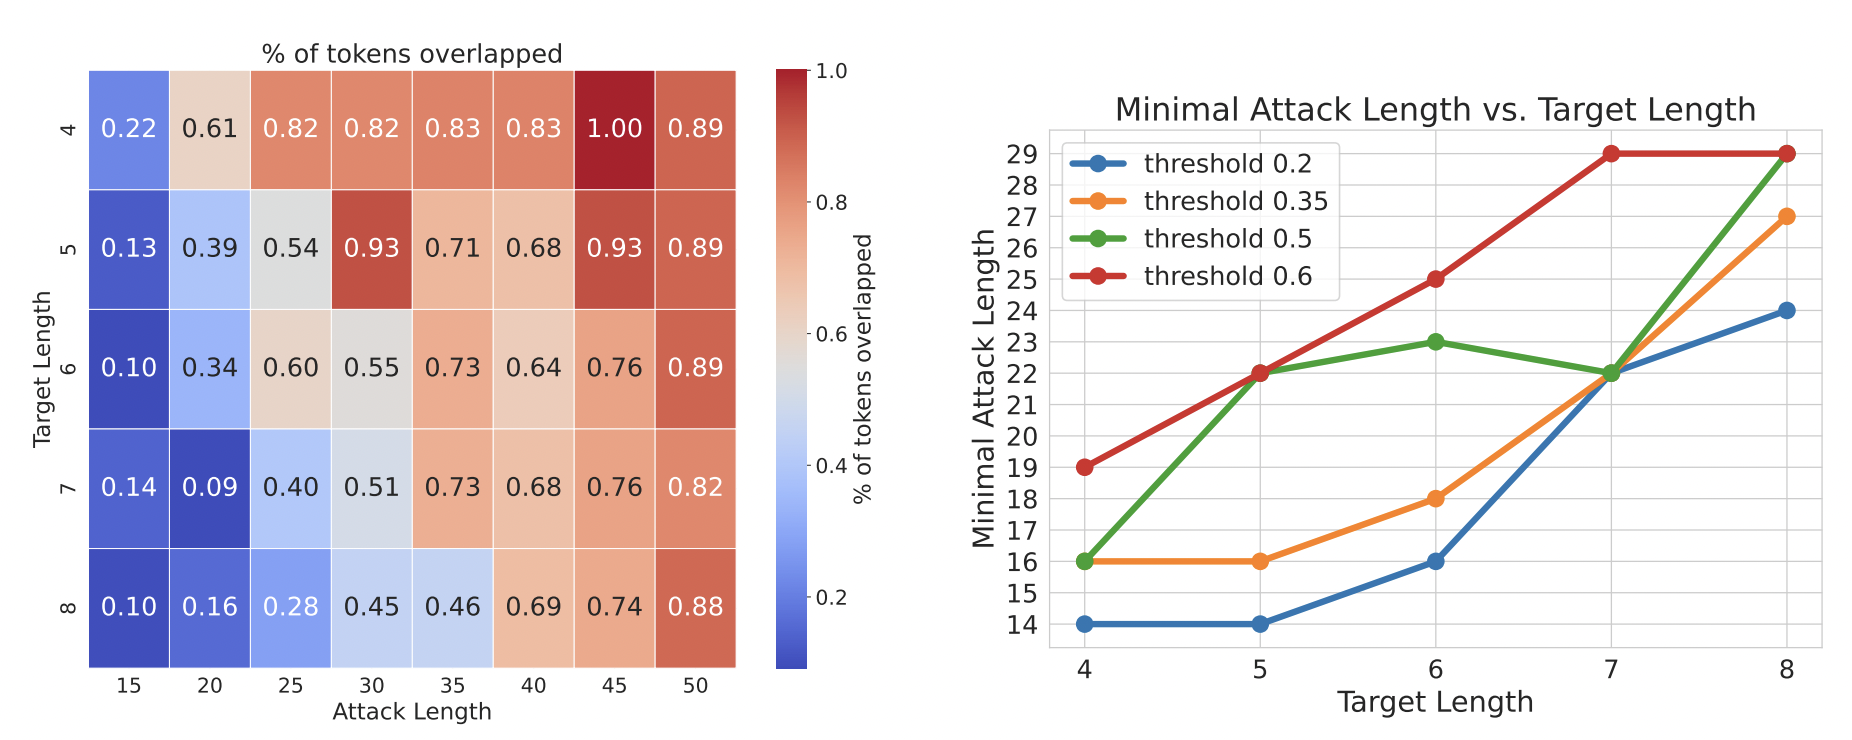 % of tokens overlapped
4 0.22 0.61 0.82 0.82 0.83 0.83 1.00 0.89
5 0.13 0.39 0.54 0.93 0.71 0.68 0.93 0.89
6 0.10 0.34 0.60 0.55 0.73 0.64 0.76 0.89
7 0.14 0.09 0.40 0.51 0.73 0.68 0.76 0.82
8 0.10 0.16 0.28 0.45 0.46 0.69 0.74 0.88
15 20 25 30 35 40 45 50
Attack Length
Target Length
1.0
0.8
0.6
0.4
0.2
% of tokens overlapped
Minimal Attack Length vs. Target Length
threshold 0.2
threshold 0.35
threshold 0.5
threshold 0.6
29
28
27
26
25
24
23
22
21
20
19
18
17
16
15
14
Minimal Attack Length
4 5 6 7 8
Target Length